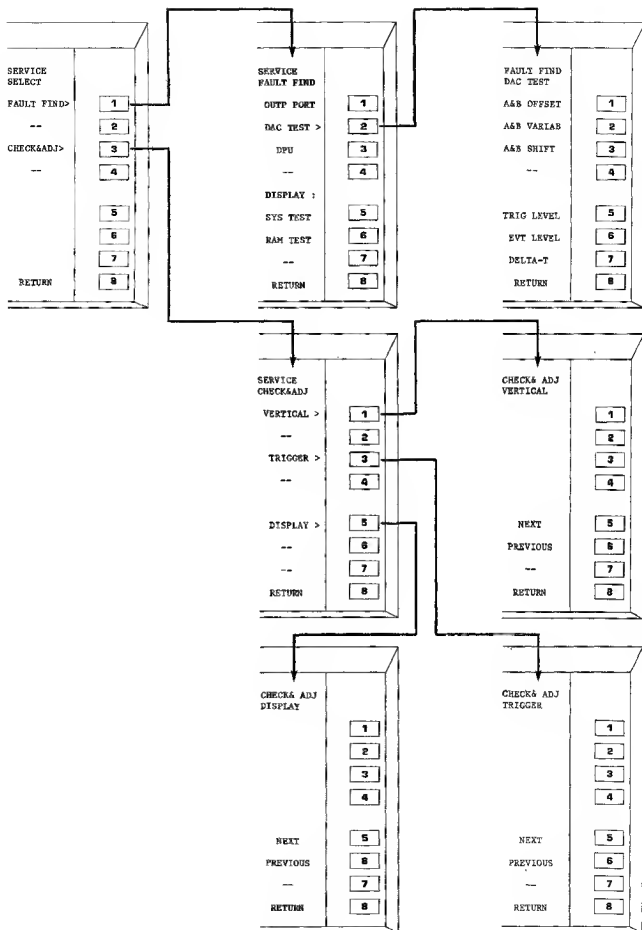 SERVICE
SELECT
FAULT FIND> 1
-- 2
CHECK&ADJ> 3
-- 4
5
6
7
RETURN 8
SERVICE
FAULT FIND
OUTP PORT 1
DAC TEST > 2
DPU 3
-- 4
DISPLAY :
SYS TEST 5
RAM TEST 6
-- 7
RETURN 8
FAULT FIND
DAC TEST
A&B OFFSET 1
A&B VARIAB 2
A&B SHIFT 3
-- 4
TRIG LEVEL 5
EVT LEVEL 6
DELTA-T 7
RETURN 8
SERVICE
CHECK&ADJ
VERTICAL > 1
-- 2
TRIGGER > 3
-- 4
DISPLAY > 5
-- 6
-- 7
RETURN 8
CHECK& ADJ
VERTICAL
1
2
3
4
NEXT 5
PREVIOUS 6
-- 7
RETURN 8
CHECK& ADJ
DISPLAY
1
2
3
4
NEXT 5
PREVIOUS 6
-- 7
RETURN 8
CHECK& ADJ
TRIGGER
1
2
3
4
NEXT 5
PREVIOUS 6
-- 7
RETURN 8